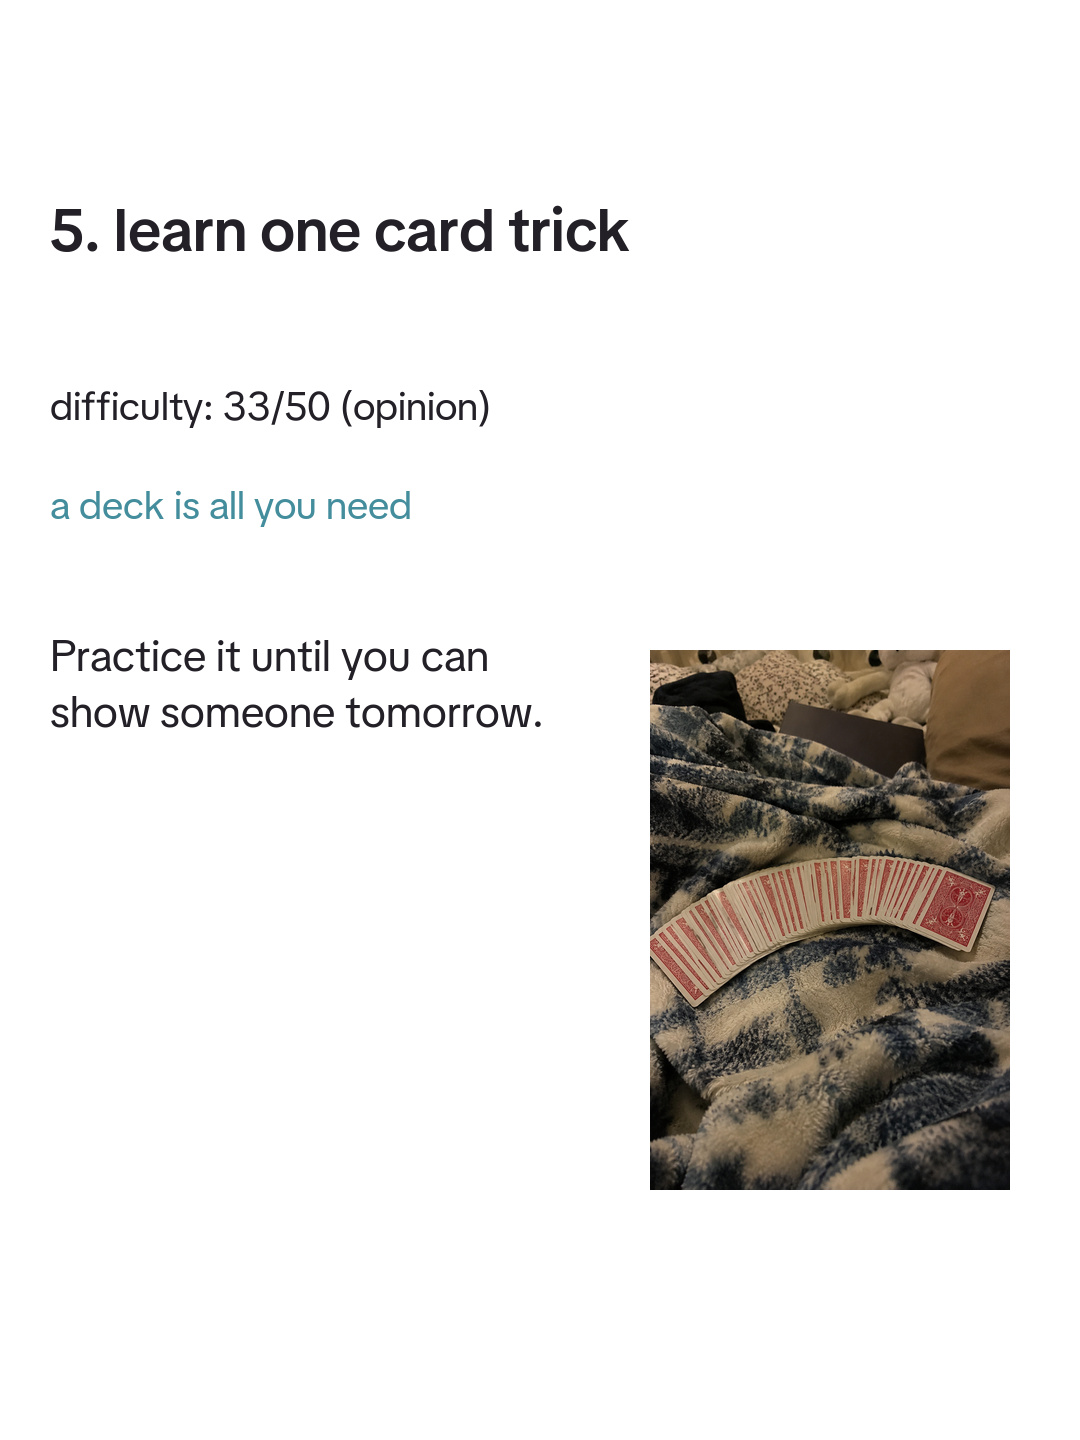 5. learn one card trick
difficulty: 33/50 (opinion)
a deck is all you need
Practice it until you can
show someone tomorrow.